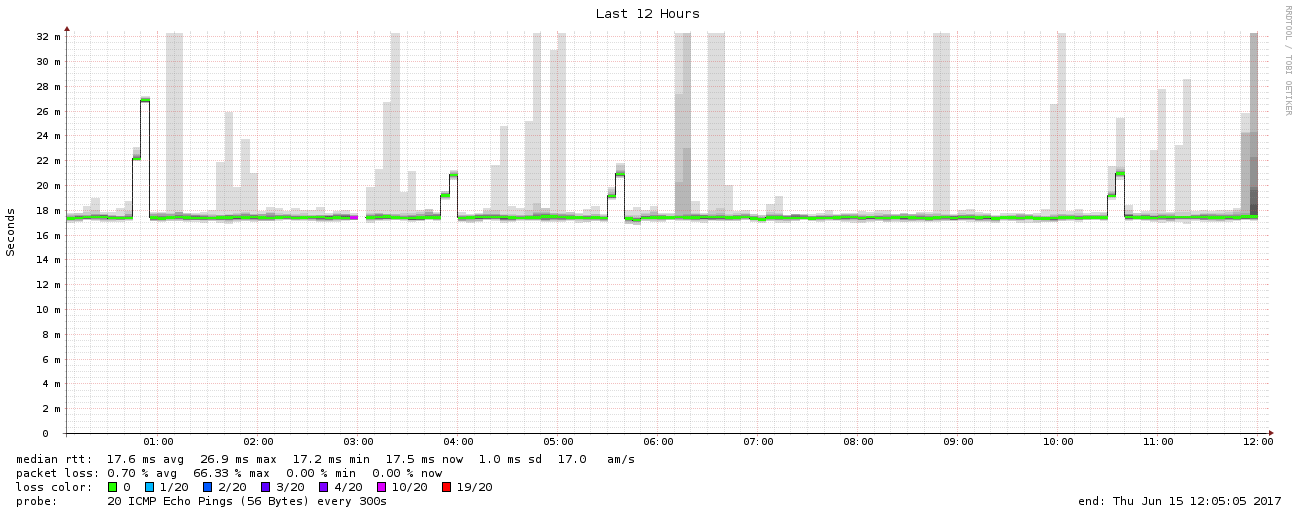 Last 12 Hours
RRDTOOL / TOBI OETIKER
Seconds
32 m
30 m
28 m
26 m
24 m
22 m
20 m
18 m
16 m
14 m
12 m
10 m
8 m
6 m
4 m
2 m
0
01:00 02:00 03:00 04:00 05:00 06:00 07:00 08:00 09:00 10:00 11:00 12:00
median rtt: 17.6 ms avg 26.9 ms max 17.2 ms min 17.5 ms now 1.0 ms sd 17.0 am/s
packet loss: 0.70 % avg 66.33 % max 0.00 % min 0.00 % now
loss color: 0 1/20 2/20 3/20 4/20 10/20 19/20
probe: 20 ICMP Echo Pings (56 Bytes) every 300s end: Thu Jun 15 12:05:05 2017